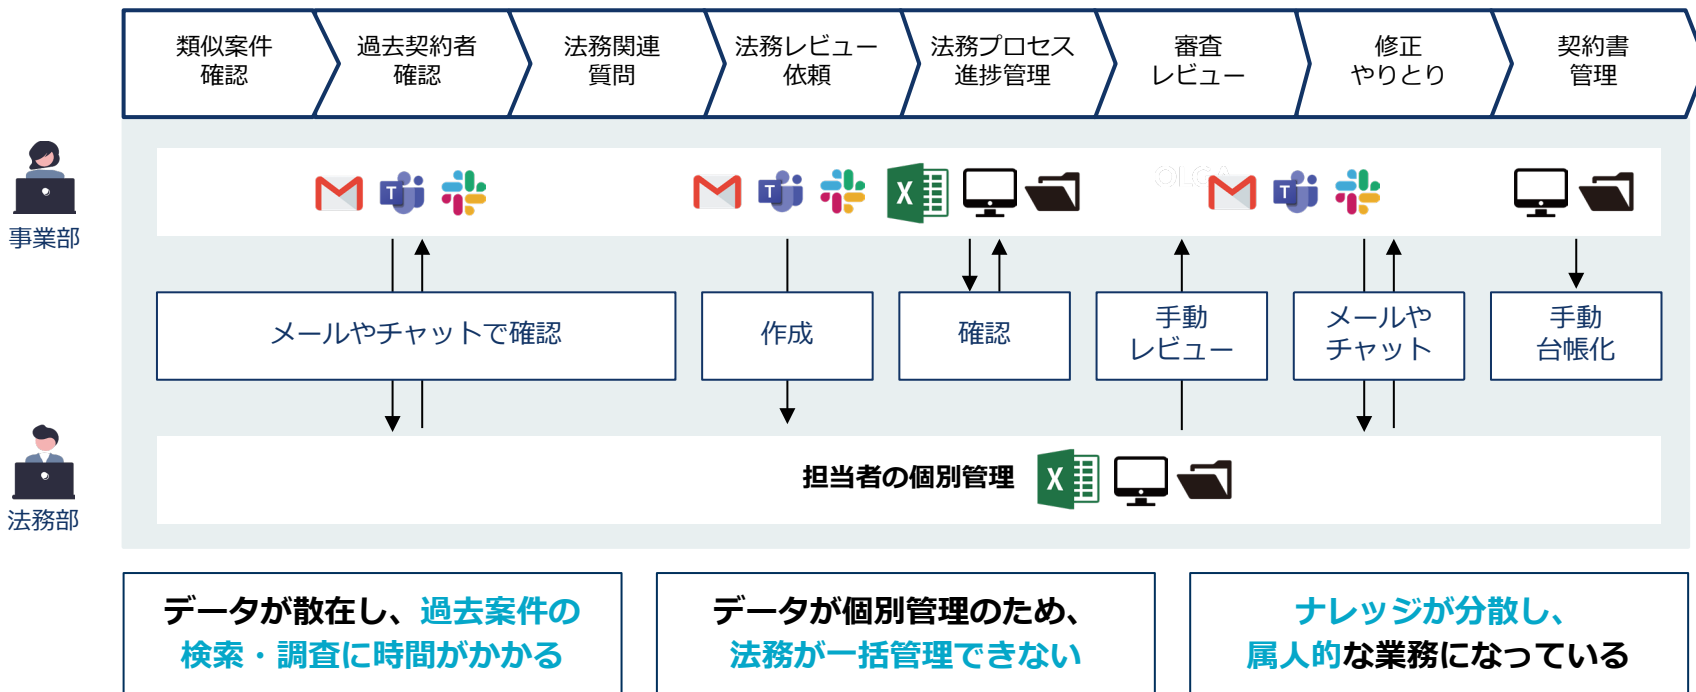 類似案件
確認
過去契約者
確認
法務関連
質問
法務レビュー
依頼
法務プロセス
進捗管理
審査
レビュー
修正
やりとり
契約書
管理
事業部
T
X
OLGA
T
メールやチャットで確認
作成
確認
手動
レビュー
メールや
チャット
手動
台帳化
法務部
担当者の個別管理
X
データが散在し、過去案件の
検索・調査に時間がかかる
データが個別管理のため、
法務が一括管理できない
ナレッジが分散し、
属人的な業務になっている